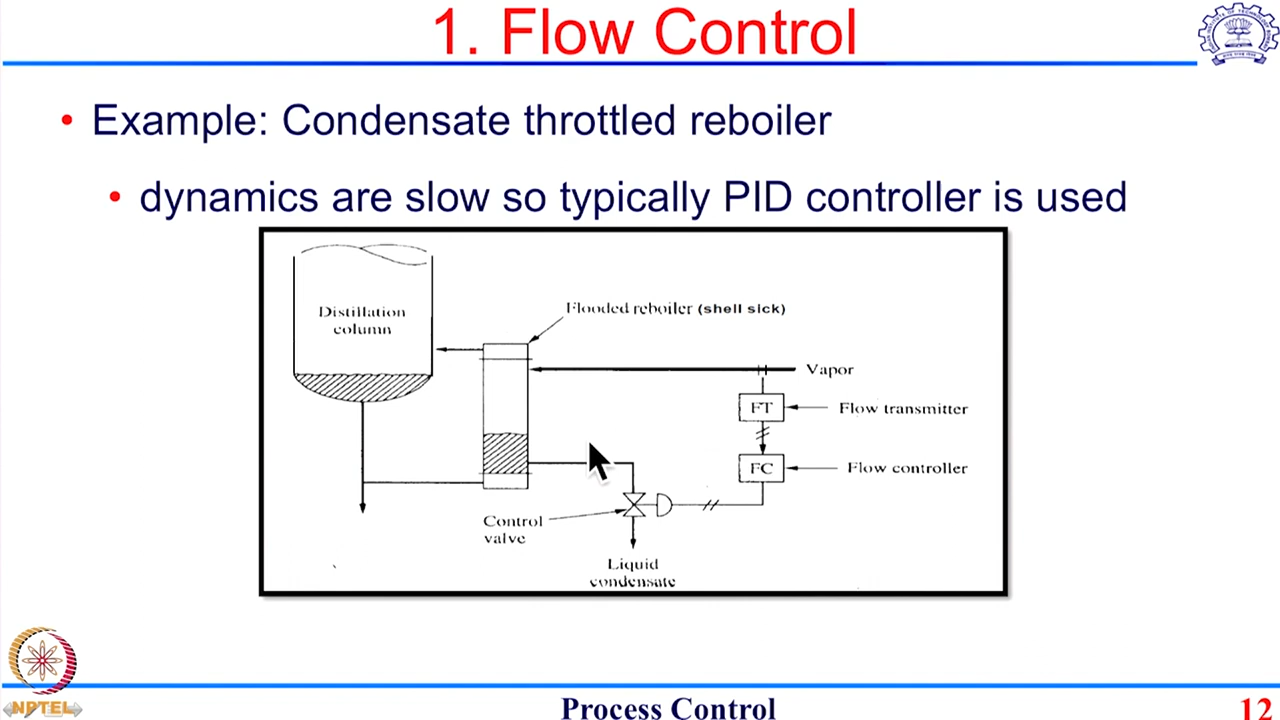 1. Flow Control
• Example: Condensate throttled reboiler
• dynamics are slow so typically PID controller is used
Distillation
column
Flooded reboiler (shell sick)
Vapor
FT
Flow transmitter
FC
Flow controller
Control
valve
Liquid
condensate
NPTEL
Process Control
12